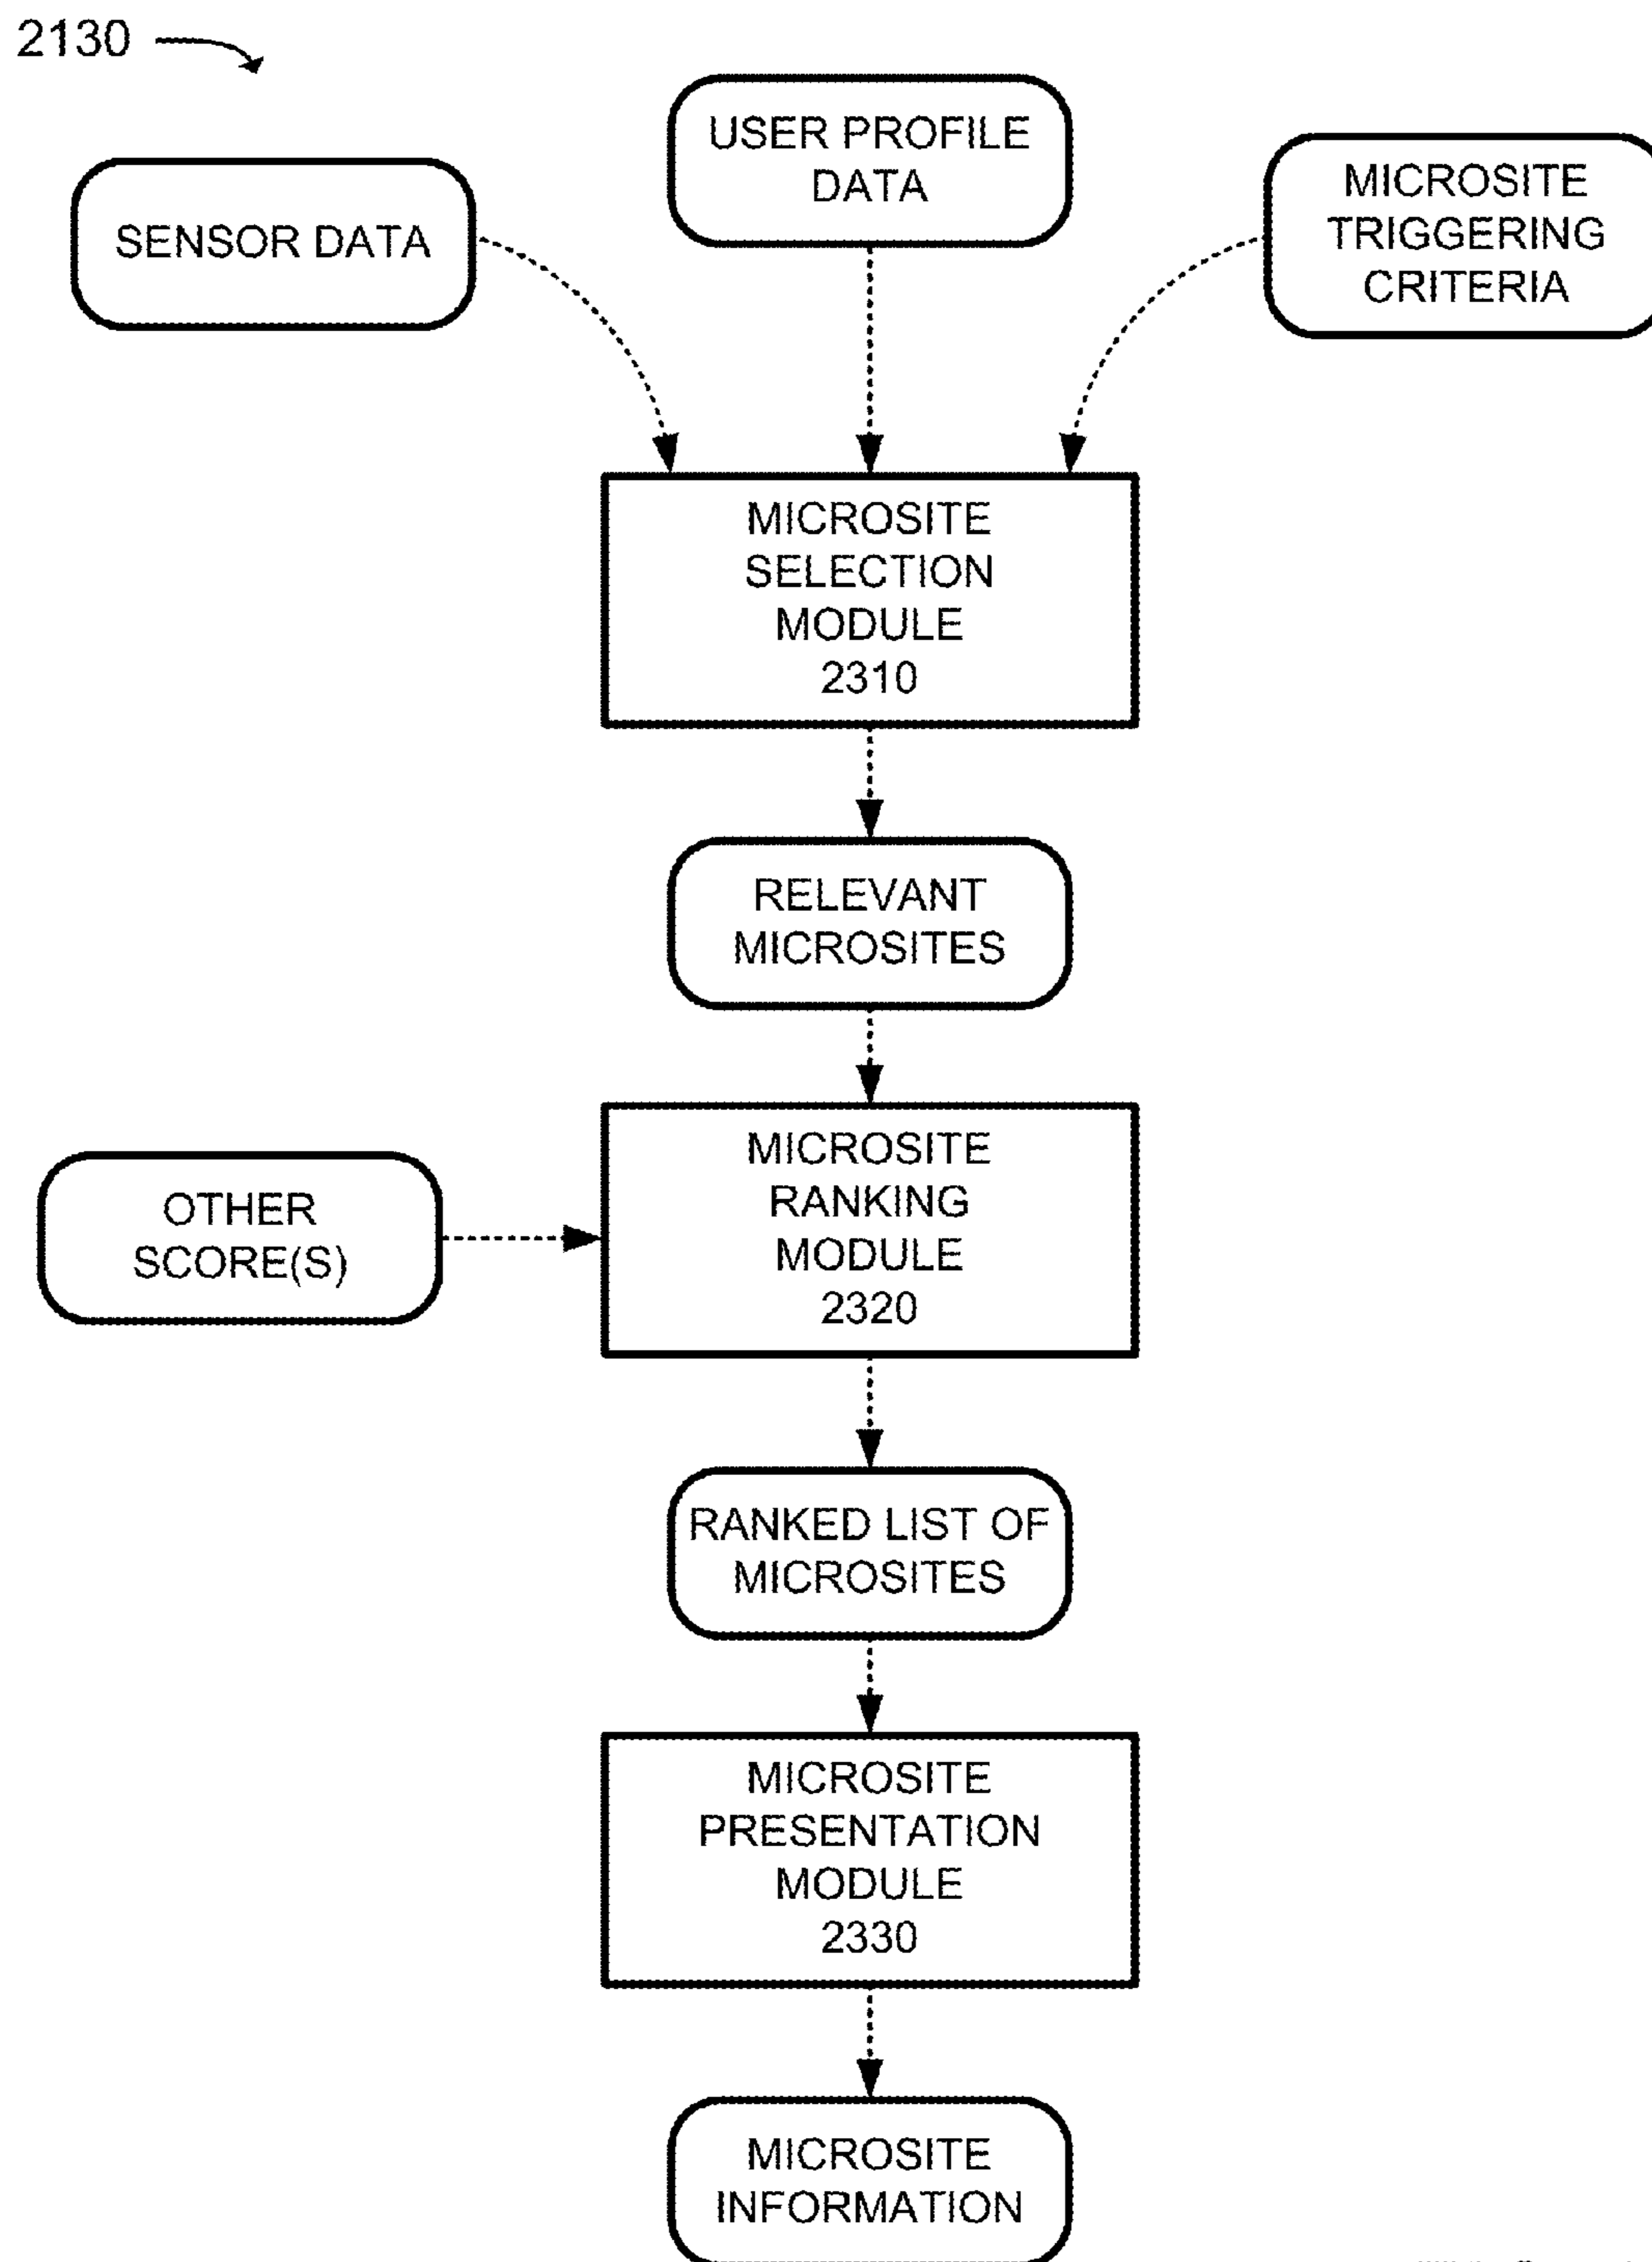 2130
USER PROFILE
DATA
SENSOR DATA
MICROSITE
TRIGGERING
CRITERIA
MICROSITE
SELECTION
MODULE
2310
RELEVANT
MICROSITES
MICROSITE
RANKING
MODULE
2320
OTHER
SCORE(S)
RANKED LIST OF
MICROSITES
MICROSITE
PRESENTATION
MODULE
2330
MICROSITE
INFORMATION